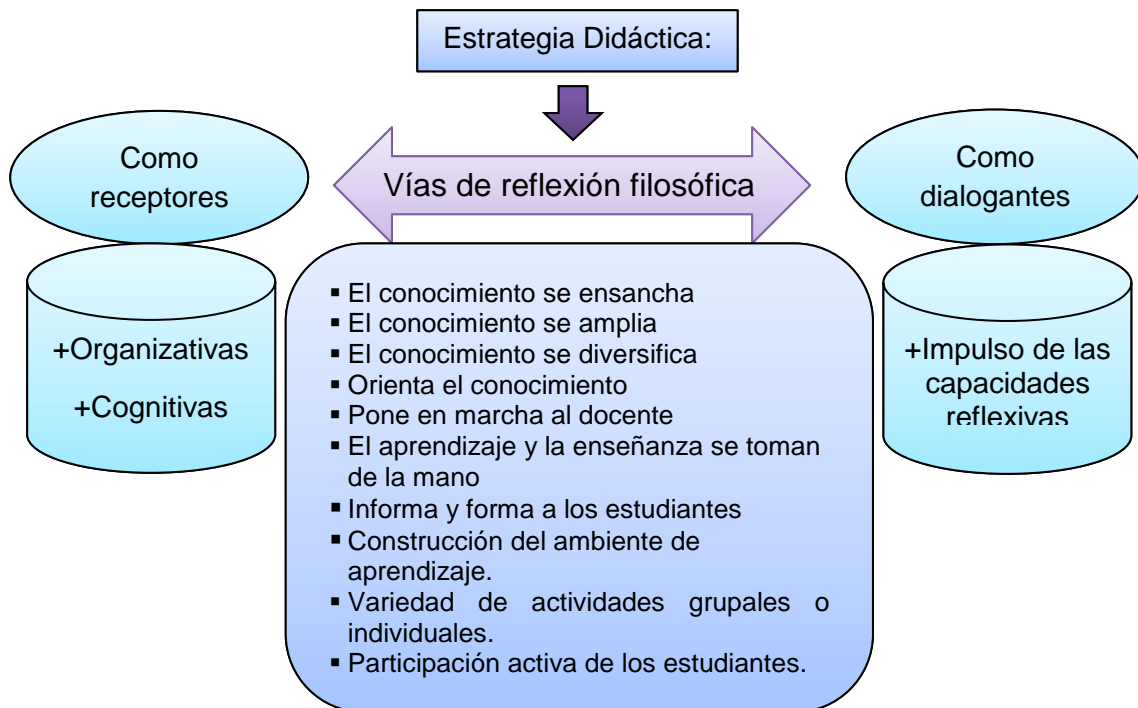 Estrategia Didáctica:
Como
receptores
Vías de reflexión filosófica
Como
dialogantes
+Organizativas
+Cognitivas
▪ El conocimiento se ensancha
▪ El conocimiento se amplia
▪ El conocimiento se diversifica
▪ Orienta el conocimiento
▪ Pone en marcha al docente
▪ El aprendizaje y la enseñanza se toman
de la mano
▪ Informa y forma a los estudiantes
▪ Construcción del ambiente de
aprendizaje.
▪ Variedad de actividades grupales o
individuales.
▪ Participación activa de los estudiantes.
+Impulso de las
capacidades
reflexivas